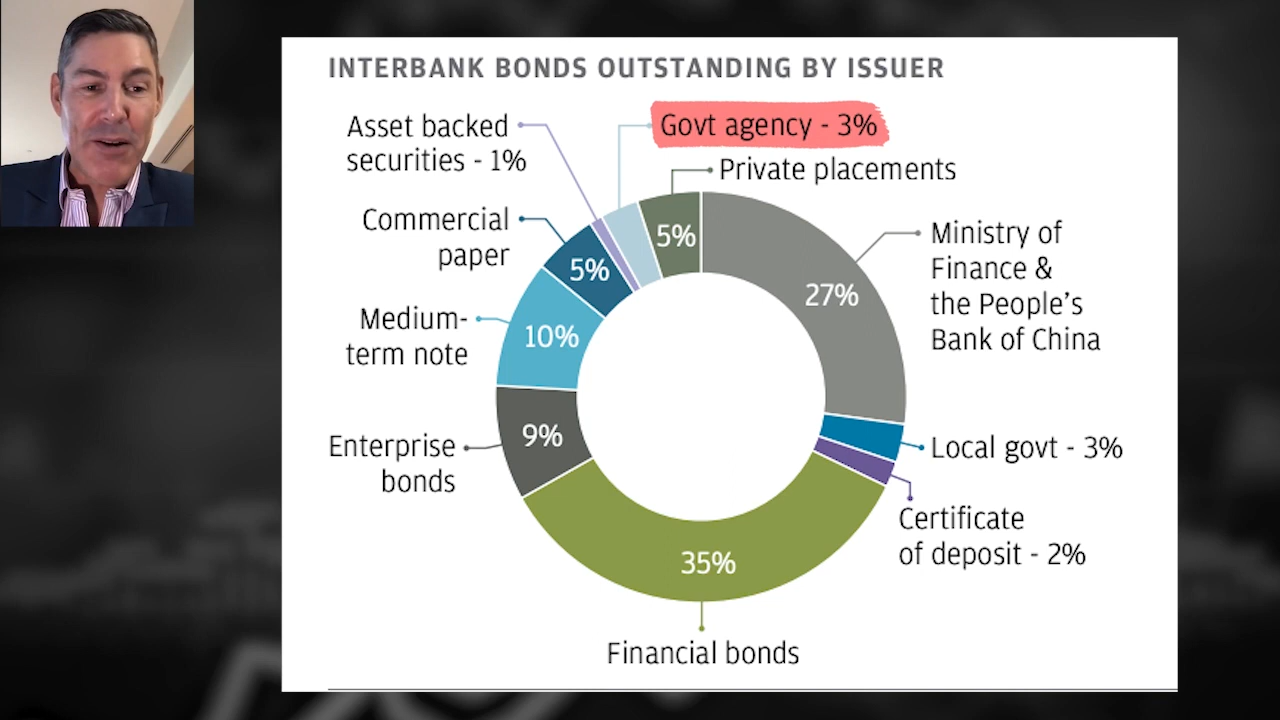 INTERBANK BONDS OUTSTANDING BY ISSUER
Asset backed
securities - 1%
Govt agency - 3%
Private placements
Commercial
paper
5%
5%
Ministry of
Finance &
the People's
Bank of China
27%
Medium-
term note
10%
Enterprise
bonds
9%
Local govt - 3%
Certificate
of deposit - 2%
35%
Financial bonds